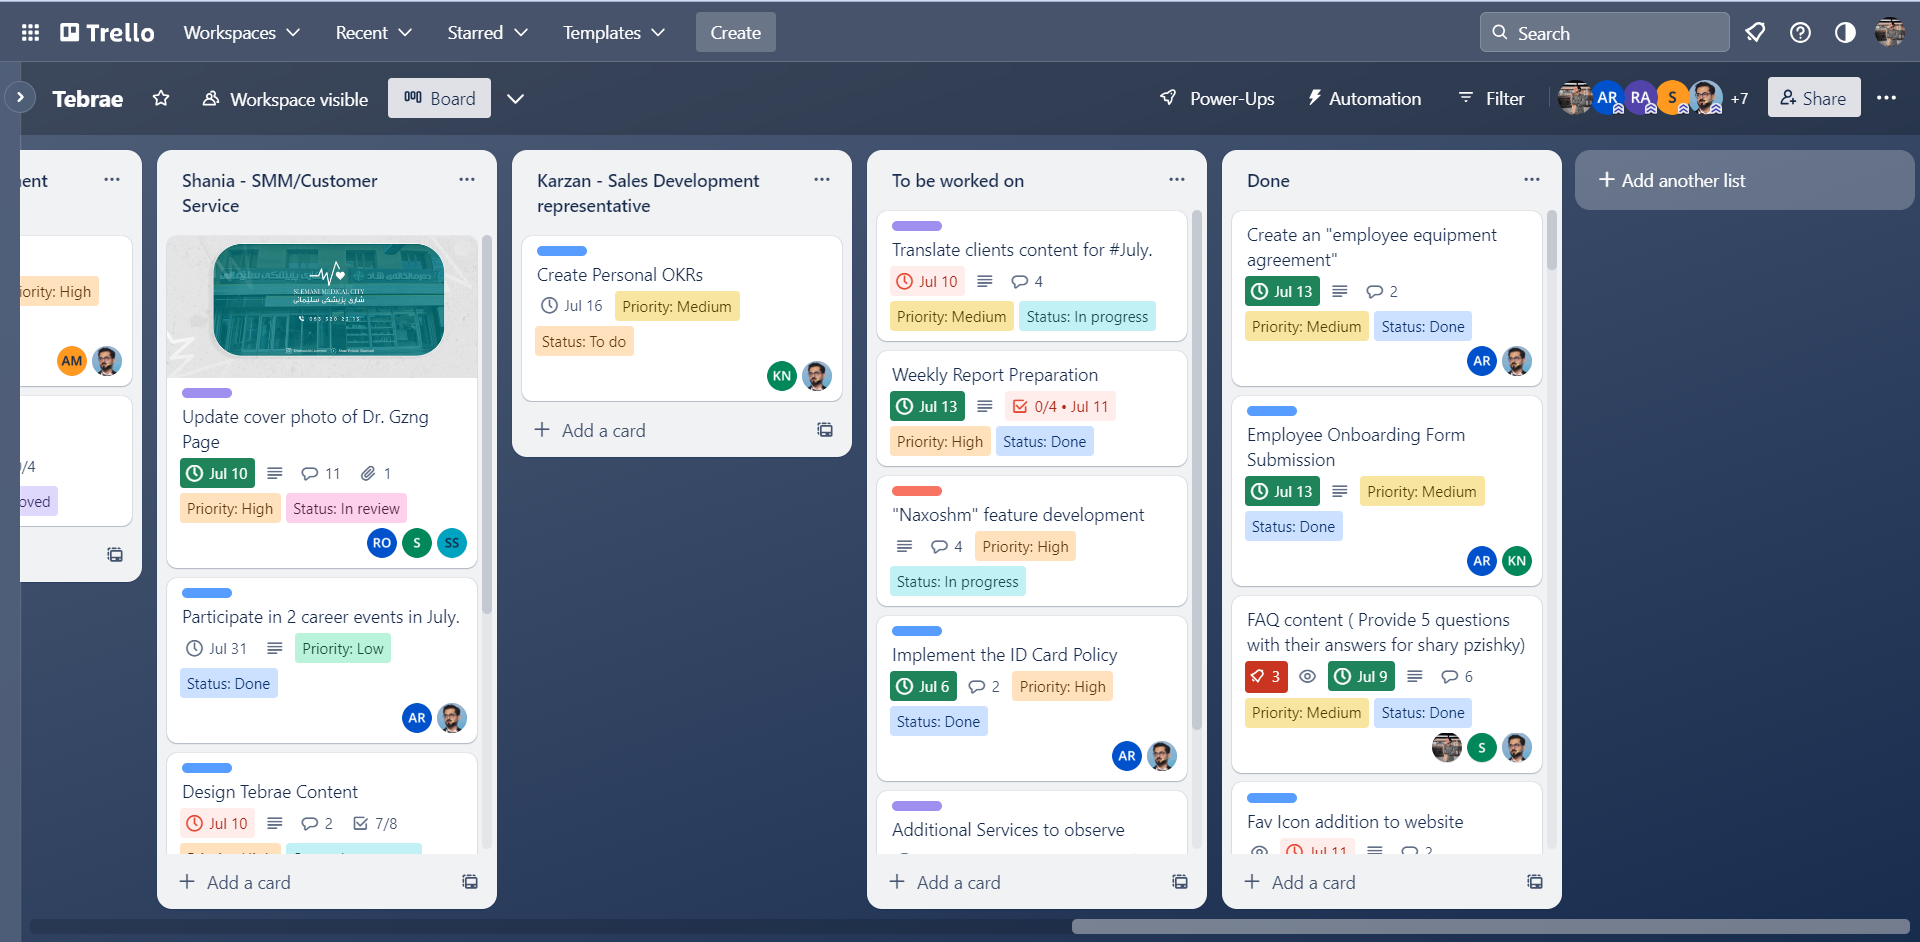 Trello
Workspaces
Recent
Starred
Templates
Create
Search
Tebrae
Workspace visible
Board
Power-Ups
Automation
Filter
AR
RA
S
+7
Share
ent
iority: High
AM
/4
oved
Shania - SMM/Customer
Service
SLEMANI MEDICAL CITY
شاری پزیشکی سلێمانی
Update cover photo of Dr. Gzng
Page
Jul 10
11
1
Priority: High
Status: In review
RO
S
SS
Participate in 2 career events in July.
Jul 31
Priority: Low
Status: Done
AR
Design Tebrae Content
Jul 10
2
7/8
Add a card
Karzan - Sales Development
representative
Create Personal OKRs
Jul 16
Priority: Medium
Status: To do
KN
Add a card
To be worked on
Translate clients content for #July.
Jul 10
4
Priority: Medium
Status: In progress
Weekly Report Preparation
Jul 13
0/4 • Jul 11
Priority: High
Status: Done
"Naxoshm" feature development
4
Priority: High
Status: In progress
Implement the ID Card Policy
Jul 6
2
Priority: High
Status: Done
AR
Additional Services to observe
Add a card
Done
Create an "employee equipment
agreement"
Jul 13
2
Priority: Medium
Status: Done
AR
Employee Onboarding Form
Submission
Jul 13
Priority: Medium
Status: Done
AR
KN
FAQ content ( Provide 5 questions
with their answers for shary pzishky)
3
Jul 9
6
Priority: Medium
Status: Done
S
Fav Icon addition to website
Jul 11
2
Add a card
Add another list